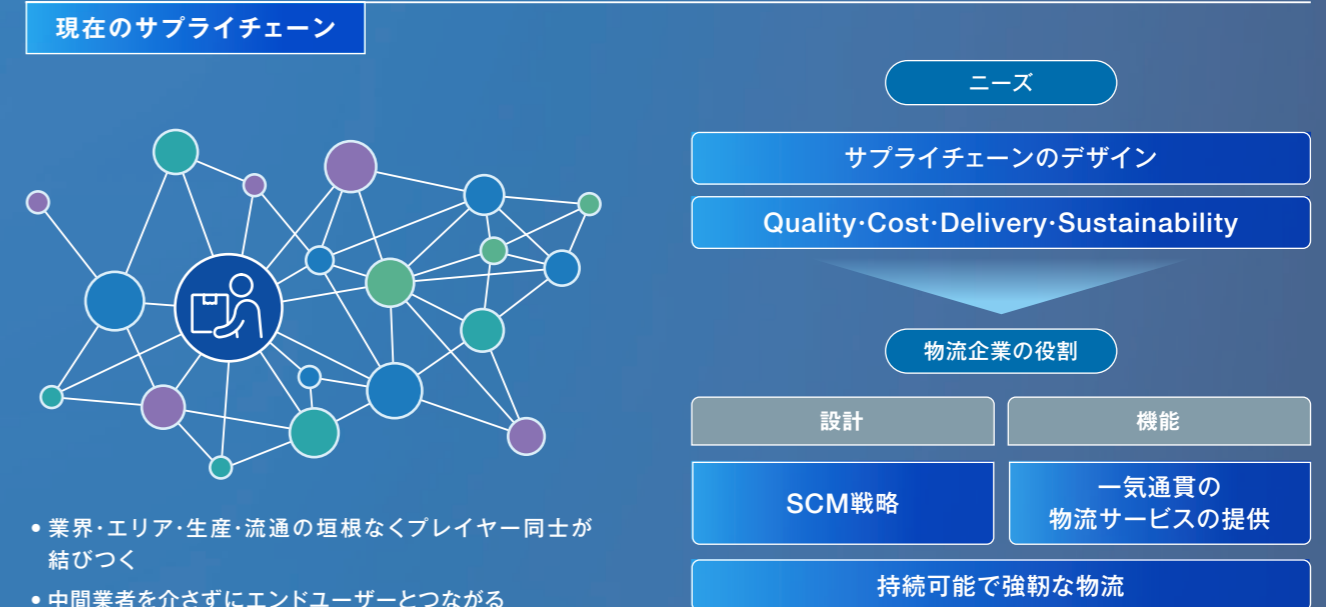 現在のサプライチェーン
ニーズ
サプライチェーンのデザイン
Quality·Cost·Delivery·Sustainability
物流企業の役割
設計
機能
SCM戦略
一気通貫の
物流サービスの提供
持続可能で強靭な物流
• 業界·エリア·生産·流通の垣根なくプレイヤー同士が
結びつく
• 中間業者を介さずにエンドユーザーとつながる